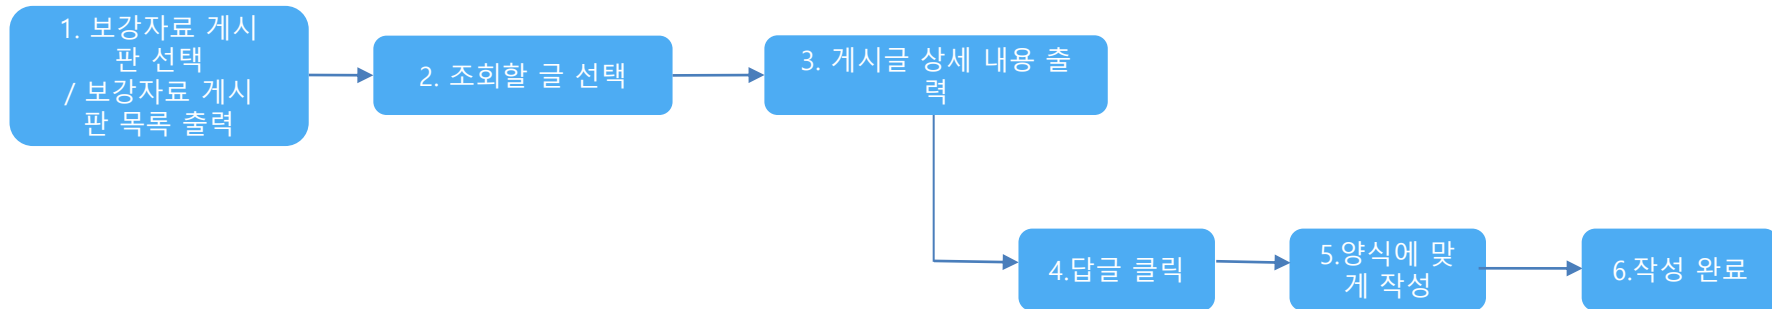 1. 보강자료 게시
판 선택
/ 보강자료 게시
판 목록 출력
2. 조회할 글 선택
3. 게시글 상세 내용 출
력
4.답글 클릭
5.양식에 맞
게 작성
6.작성 완료